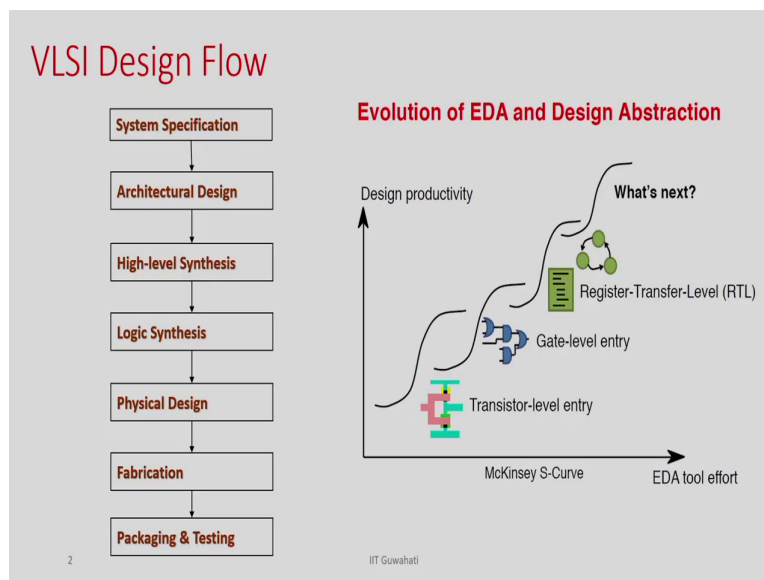 VLSI Design Flow
System Specification
Architectural Design
High-level Synthesis
Logic Synthesis
Physical Design
Fabrication
Packaging & Testing
Evolution of EDA and Design Abstraction
Design productivity
What's next?
Register-Transfer-Level (RTL)
Gate-level entry
Transistor-level entry
McKinsey S-Curve
EDA tool effort
2
IIT Guwahati